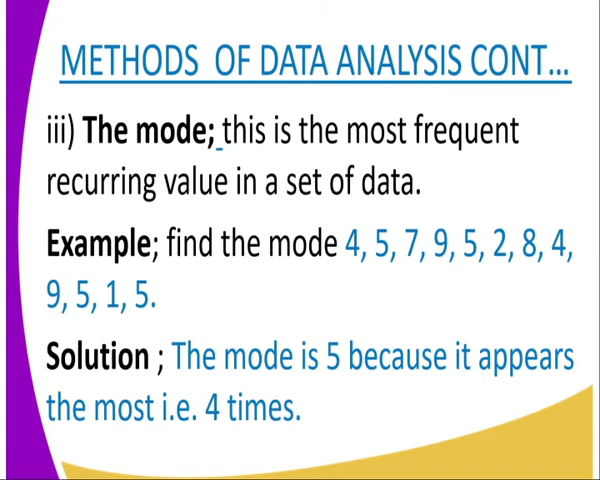 METHODS OF DATA ANALYSIS CONT...
iii) The mode; this is the most frequent
recurring value in a set of data.
Example; find the mode 4, 5, 7, 9, 5, 2, 8, 4,
9, 5, 1, 5.
Solution ; The mode is 5 because it appears
the most i.e. 4 times.